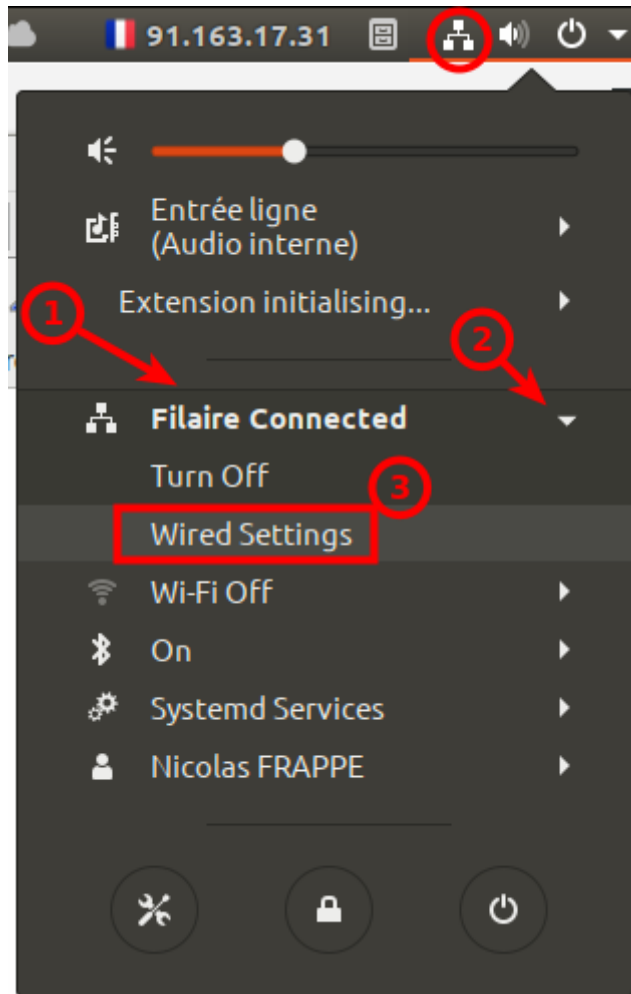 91.163.17.31
Entrée ligne
(Audio interne)
Extension initialising...
1
2
Filaire Connected
Turn Off
3
Wired Settings
Wi-Fi Off
On
Systemd Services
Nicolas FRAPPE